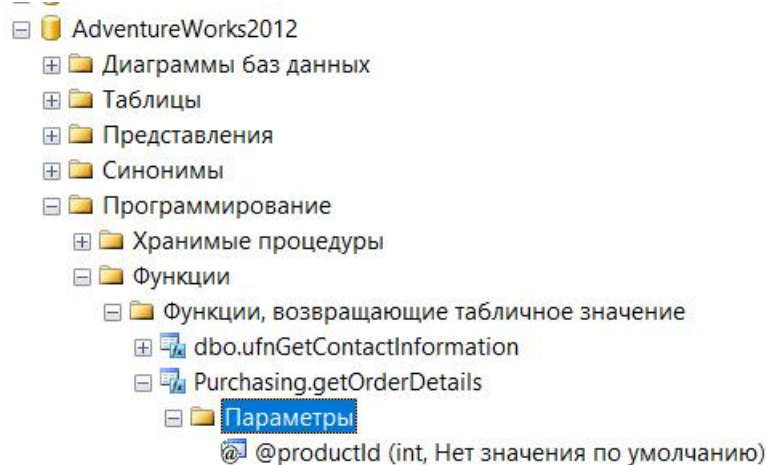 AdventureWorks2012
Диаграммы баз данных
Таблицы
Представления
Синонимы
Программирование
Хранимые процедуры
Функции
Функции, возвращающие табличное значение
dbo.ufnGetContactInformation
Purchasing.getOrderDetails
Параметры
@productId (int, Нет значения по умолчанию)